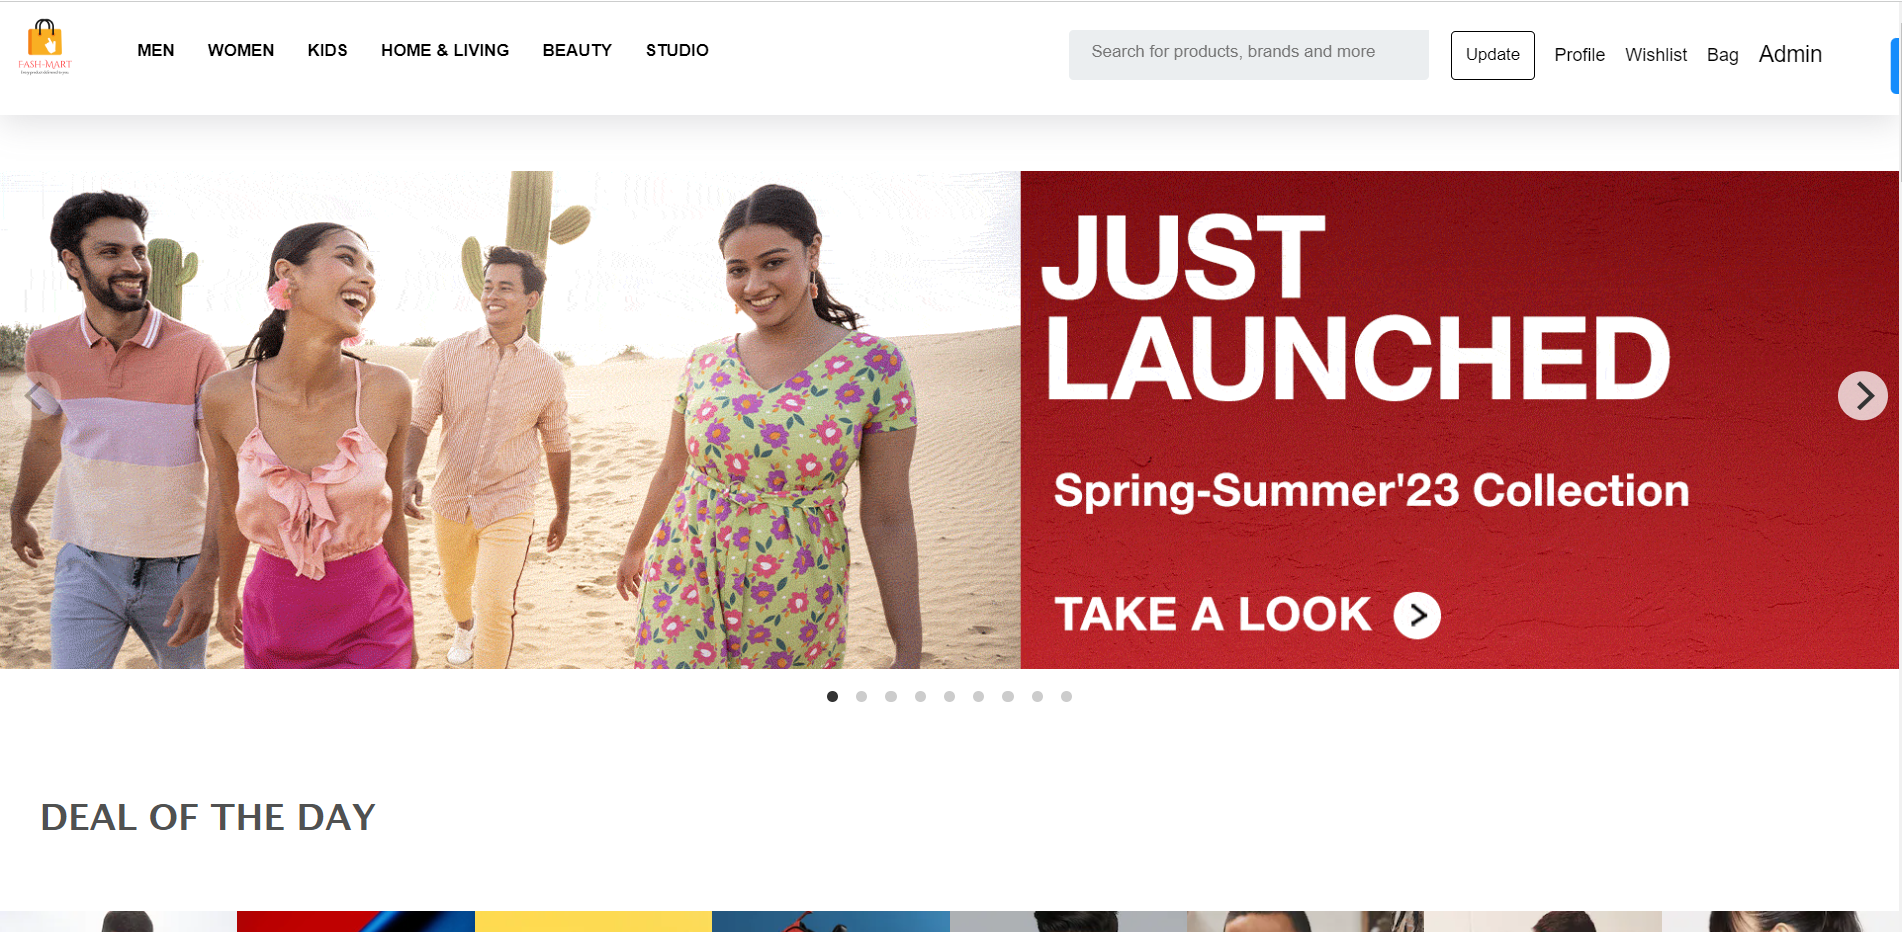 FASH-MART
MEN WOMEN KIDS HOME & LIVING BEAUTY STUDIO
Search for products, brands and more
Update Profile Wishlist Bag Admin
JUST
LAUNCHED
Spring-Summer'23 Collection
TAKE A LOOK
DEAL OF THE DAY